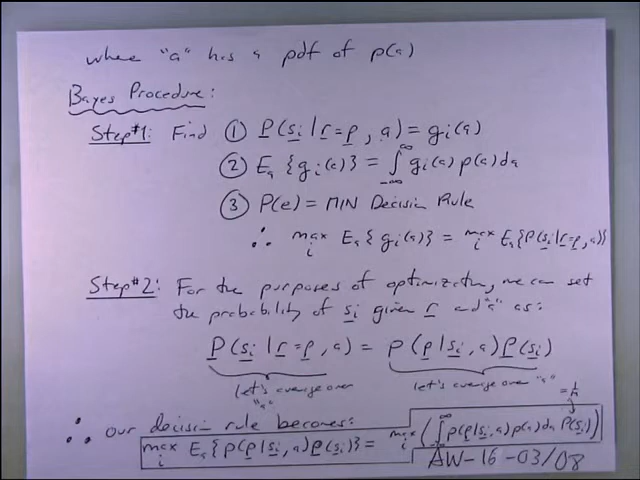 where "a" has a pdf of p(a)
Bayes Procedure:
Step#1: Find ① P(si | r=ρ, a) = gi(a)
② Ea {gi(a)} = ∫_{-∞}^{∞} gi(a) p(a) da
③ P(e) = MIN Decision Rule
∴ max_i Ea{gi(a)} = max_i Ea{P(si|r=ρ,a)}
Step#2: For the purposes of optimization, we can set
the probability of si given r and "a" as:
P(si | r=ρ, a) = p(ρ|si, a) P(si)
let's average over "a"
let's average over "a"
= 1/M
∴ our decision rule becomes:
max_i Ea{p(ρ|si, a) P(si)} = max_i (∫_{-∞}^{∞} p(ρ|si,a) p(a) da P(si))
AW-16-03/08